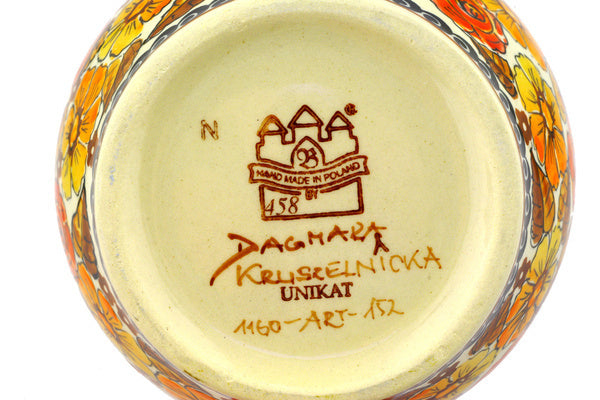 N
B
HAND MADE IN POLAND
458
DAGMARA
KRUSZELNICKA
UNIKAT
1160-ART-152